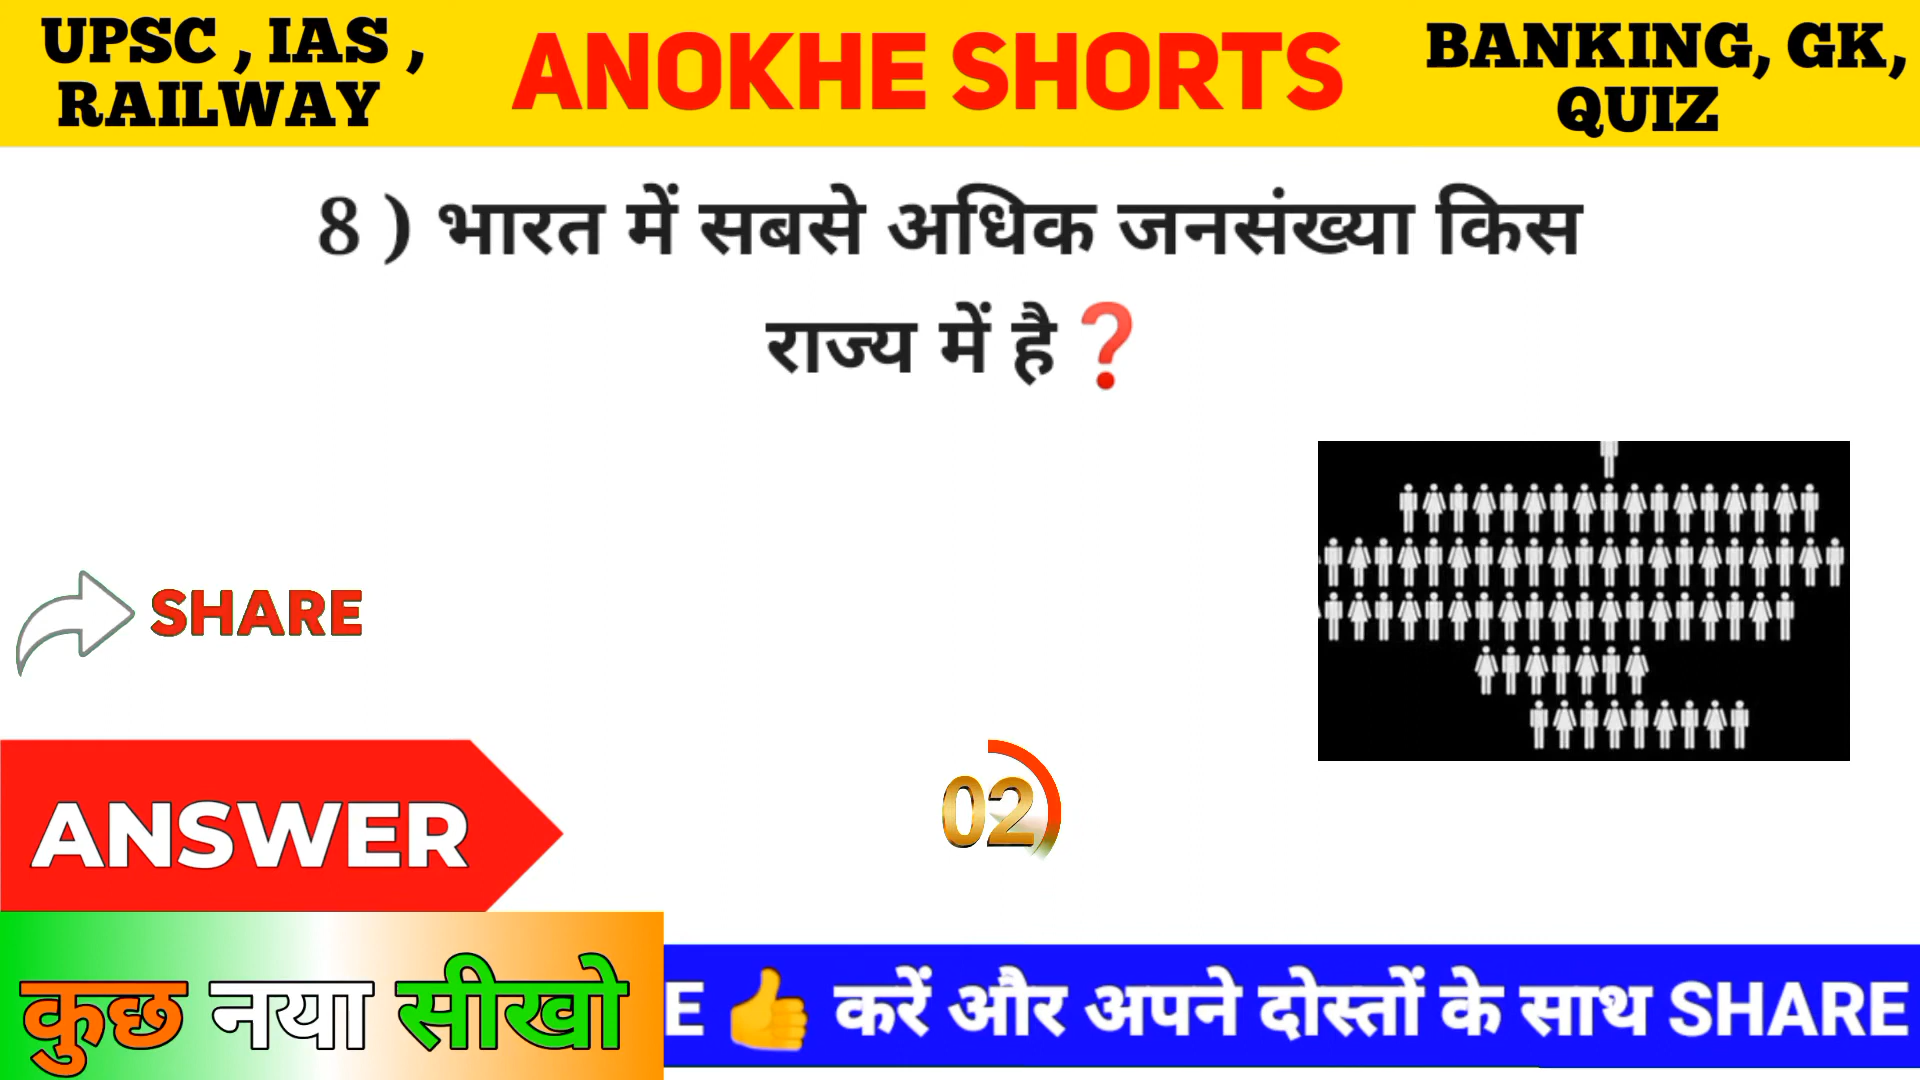 UPSC , IAS ,
RAILWAY
ANOKHE SHORTS
BANKING, GK,
QUIZ
8 ) भारत में सबसे अधिक जनसंख्या किस
राज्य में है❓
SHARE
ANSWER
02
कुछ नया सीखो
E 👍 करें और अपने दोस्तों के साथ SHARE